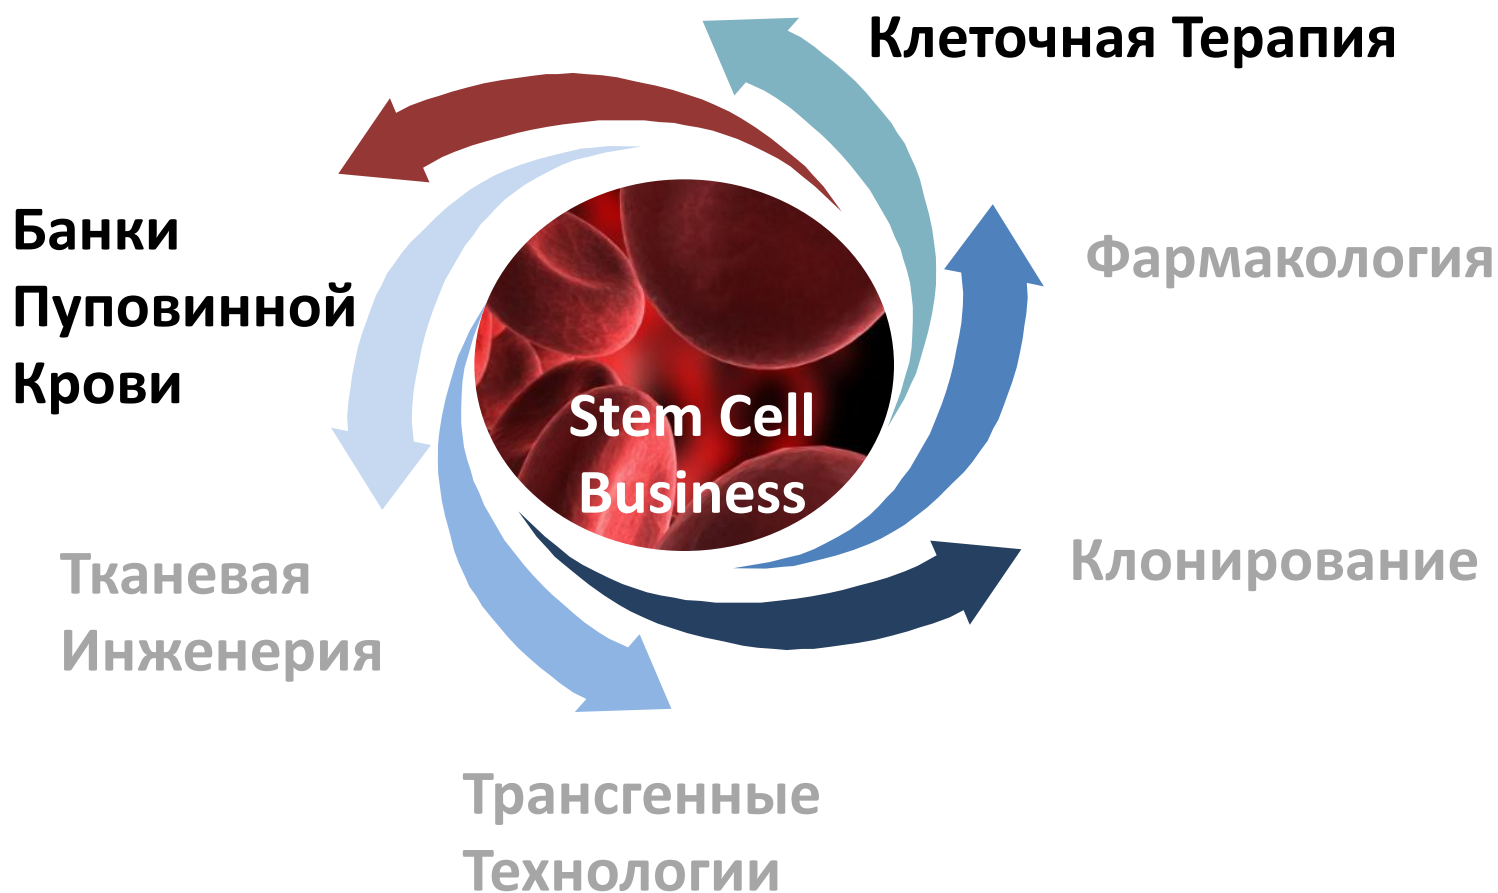 Клеточная Терапия
Банки
Пуповинной
Крови
Фармакология
Stem Cell
Business
Клонирование
Тканевая
Инженерия
Трансгенные
Технологии